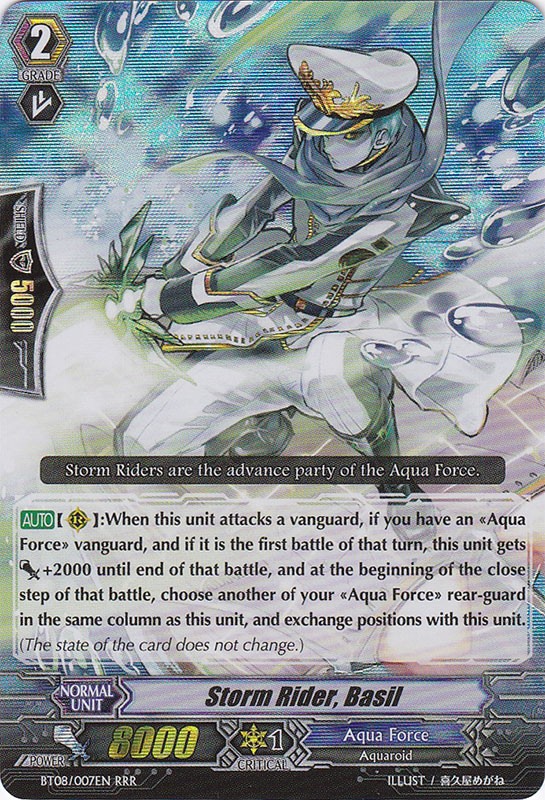 2
GRADE
SHIELD
5000
Storm Riders are the advance party of the Aqua Force.
AUTO【 R 】:When this unit attacks a vanguard, if you have an «Aqua
Force» vanguard, and if it is the first battle of that turn, this unit gets
+2000 until end of that battle, and at the beginning of the close
step of that battle, choose another of your «Aqua Force» rear-guard
in the same column as this unit, and exchange positions with this unit.
(The state of the card does not change.)
NORMAL
UNIT
Storm Rider, Basil
POWER
8000
1
CRITICAL
Aqua Force
Aquaroid
BT08/007EN RRR
ILLUST / 喜久屋めがね